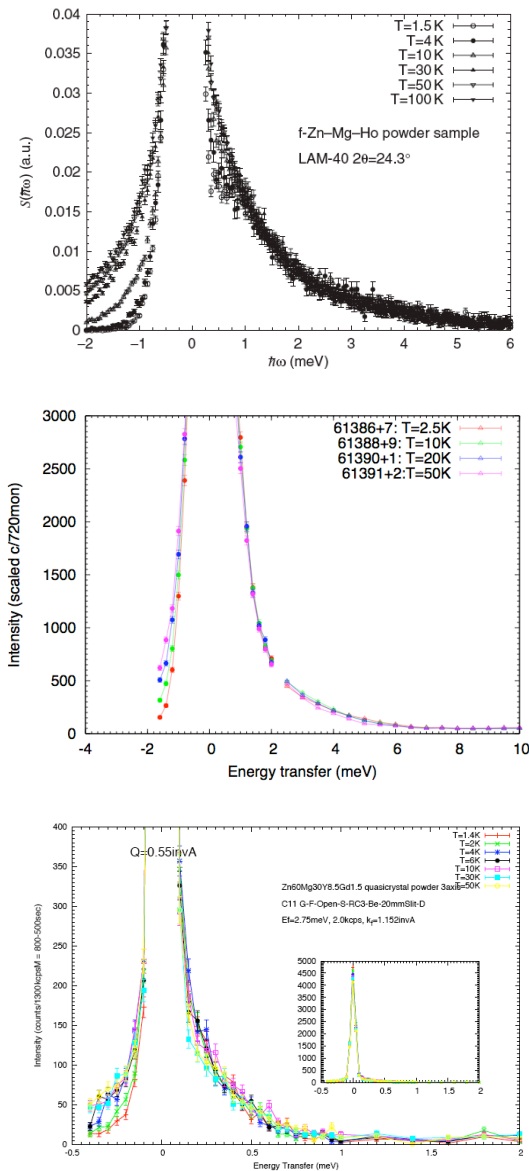 0.04
0.035
0.03
0.025
0.02
0.015
0.01
0.005
0
S(ℏω) (a.u.)
T=1.5 K
T=4 K
T=10 K
T=30 K
T=50 K
T=100 K
f-Zn–Mg–Ho powder sample
LAM-40 2θ=24.3°
-2 -1 0 1 2 3 4 5 6
ℏω (meV)
3000
2500
2000
1500
1000
500
0
Intensity (scaled c/720mon)
61386+7: T=2.5K
61388+9: T=10K
61390+1: T=20K
61391+2:T=50K
-4 -2 0 2 4 6 8 10
Energy transfer (meV)
400
350
300
250
200
150
100
50
0
Intensity (counts/1300kcpsM = 800-500sec)
Q=0.55invA
T=1.4K
T=2K
T=4K
T=6K
T=10K
T=30K
T=50K
Zn60Mg30Y8.5Gd1.5 quasicrystal powder 3axis
C11 G-F-Open-S-RC3-Be-20mmSlit-D
Ef=2.75meV, 2.0kcps, kf=1.152invA
5000
4500
4000
3500
3000
2500
2000
1500
1000
500
0
-0.5 0 0.5 1 1.5 2
-0.5 0 0.5 1 1.5 2
Energy Transfer (meV)